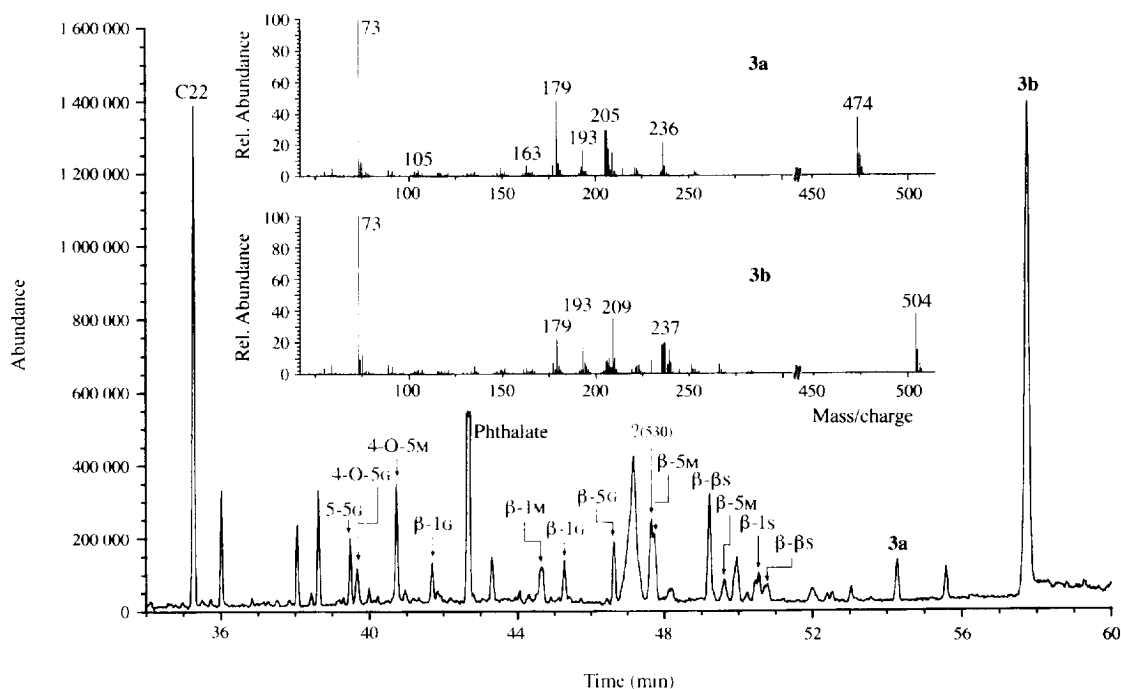 1 600 000
1 400 000
1 200 000
1 000 000
800 000
600 000
400 000
200 000
0
Abundance
36 40 44 48 52 56 60
Time (min)
C22
5-5G
4-O-5G
4-O-5M
β-1G
Phthalate
β-1M
β-1G
β-5G
?(530)
β-5M
β-βS
β-5M
β-1S
β-βS
3a
3b
100
80
60
40
20
0
Rel. Abundance
3a
73
105
163
179
193
205
236
474
100 150 200 250 450 500
100
80
60
40
20
0
Rel. Abundance
3b
73
179
193
209
237
504
100 150 200 250 450 500
Mass/charge